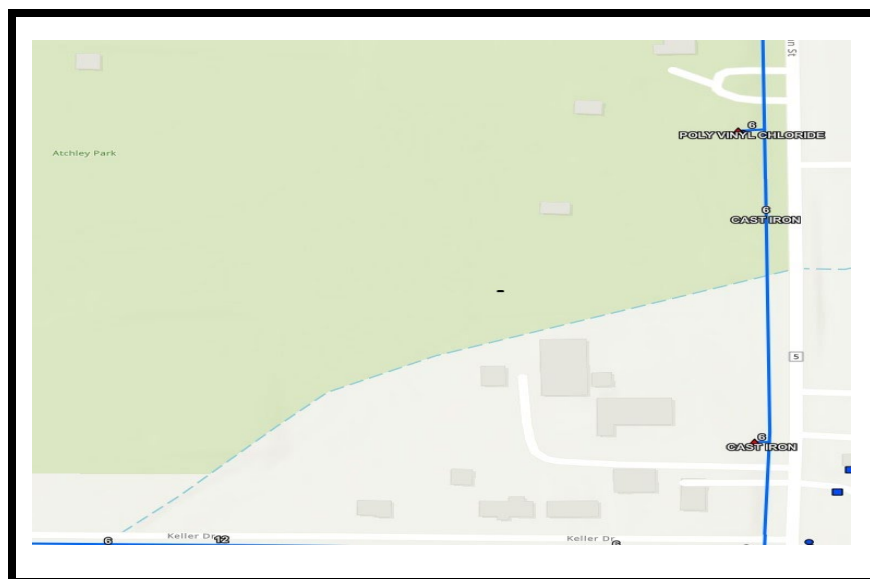 6
POLY VINYL CHLORIDE
Atchley Park
6
CAST IRON
5
6
CAST IRON
Keller Dr
6
12
Keller Dr
6